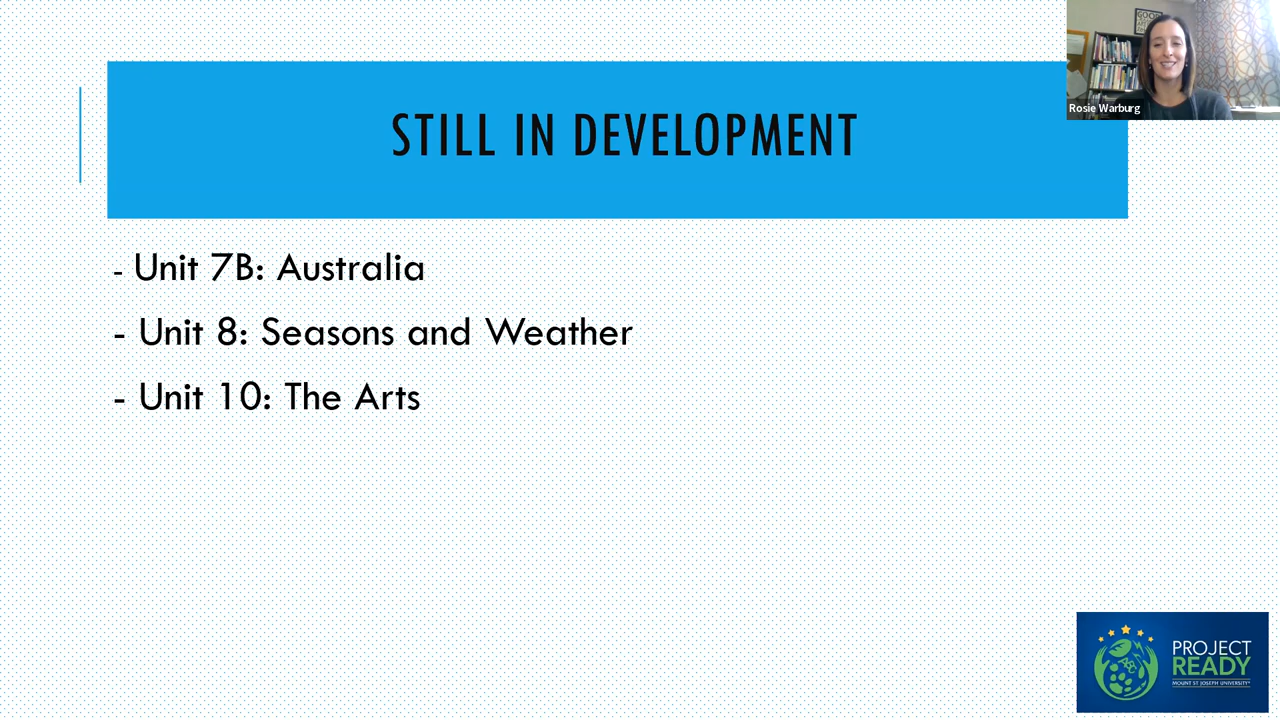 STILL IN DEVELOPMENT
Rosie Warburg
- Unit 7B: Australia
- Unit 8: Seasons and Weather
- Unit 10: The Arts
PROJECT
READY
MOUNT ST JOSEPH UNIVERSITY